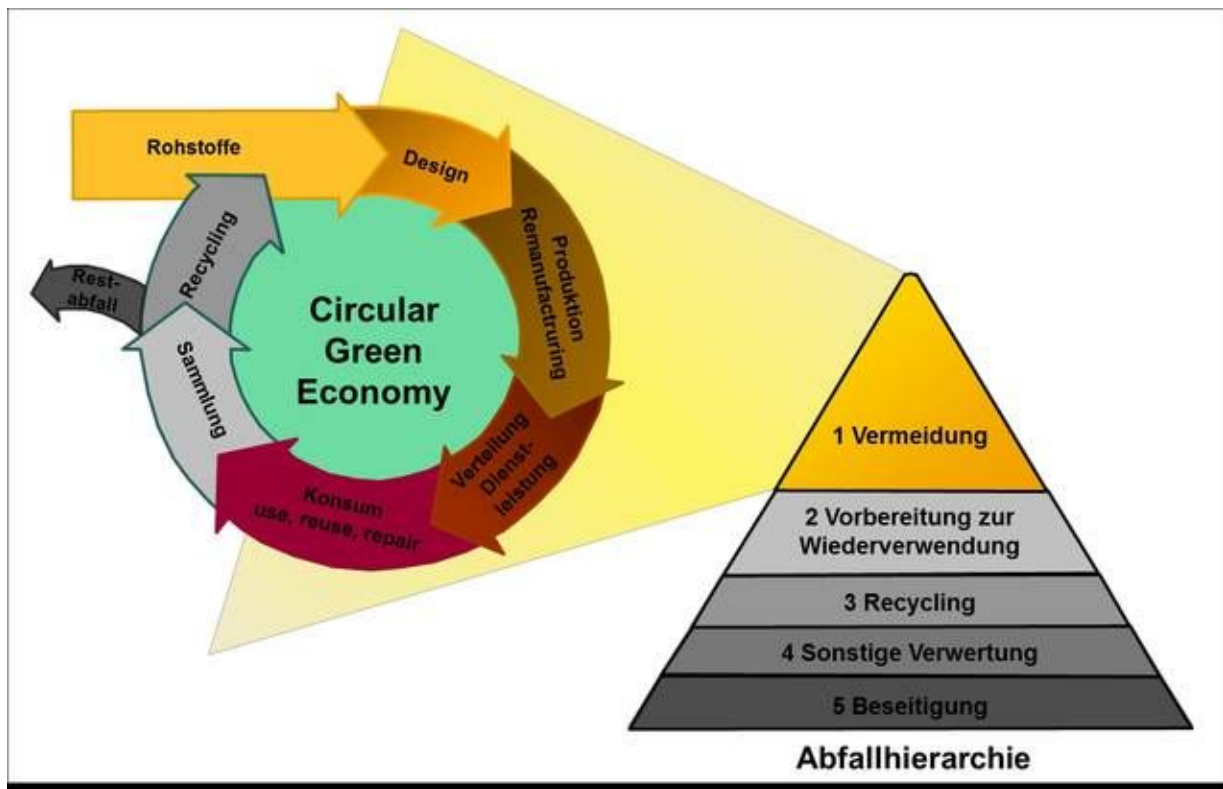 Rohstoffe
Design
Produktion
Remanufactruring
Verteilung
Dienst-
leistung
Konsum
use, reuse, repair
Sammlung
Recycling
Rest-
abfall
Circular
Green
Economy
1 Vermeidung
2 Vorbereitung zur
Wiederverwendung
3 Recycling
4 Sonstige Verwertung
5 Beseitigung
Abfallhierarchie